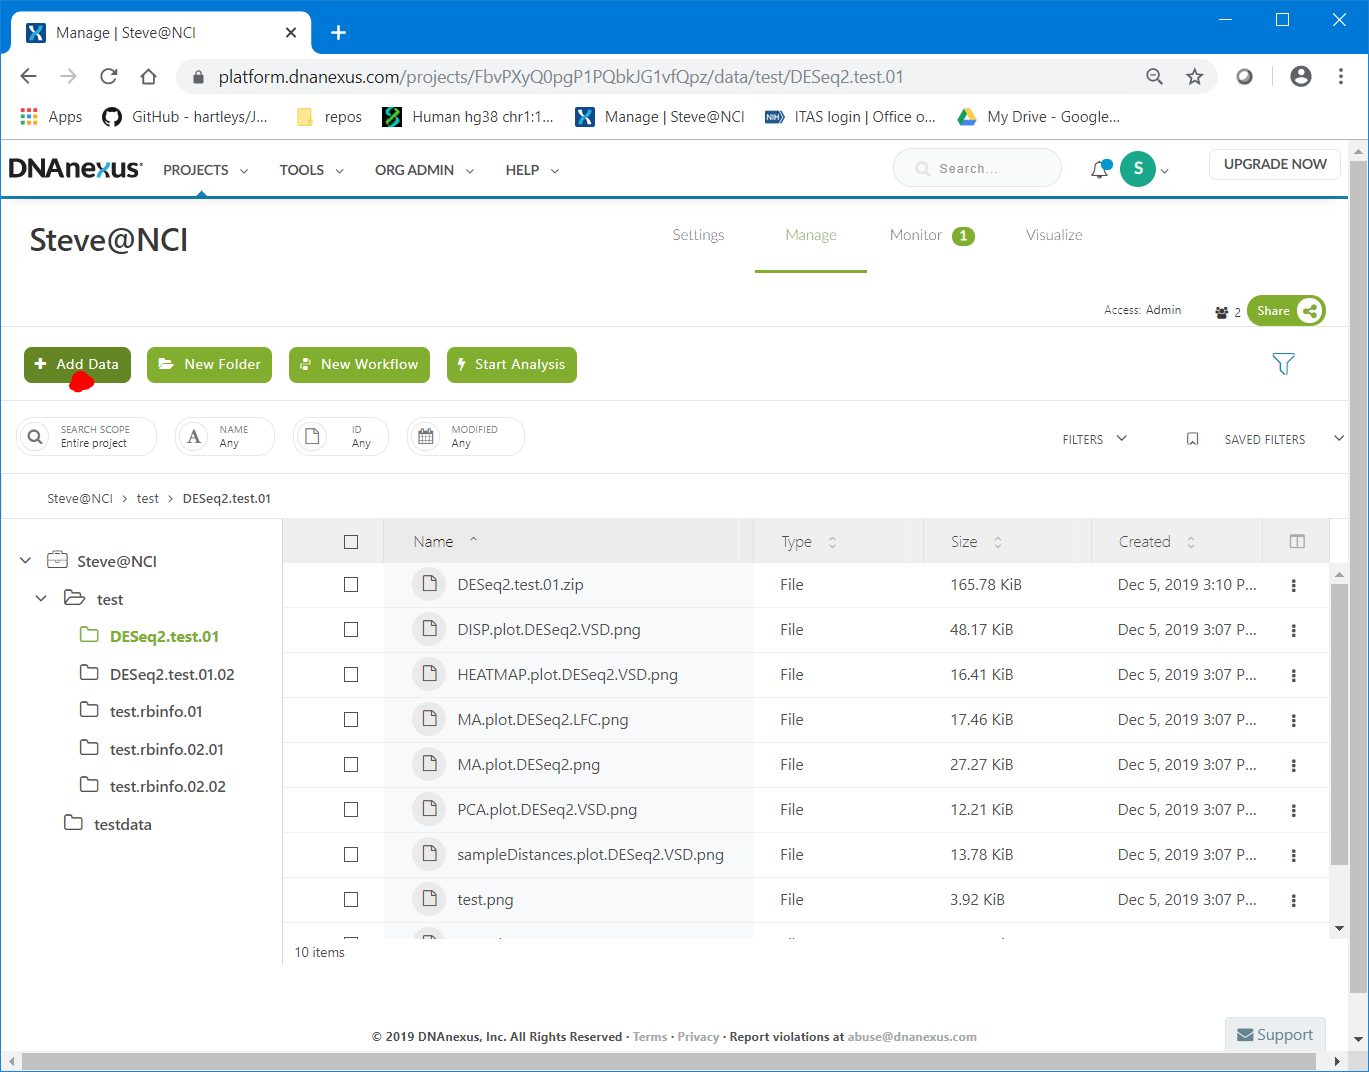 Manage | Steve@NCI
platform.dnanexus.com/projects/FbvPXyQ0pgP1PQbkJG1vfQpz/data/test/DESeq2.test.01
Apps GitHub - hartleys/J... repos Human hg38 chr1:1... Manage | Steve@NCI NIH ITAS login | Office o... My Drive - Google...
DNAnexus PROJECTS TOOLS ORG ADMIN HELP Search... S UPGRADE NOW
Steve@NCI Settings Manage Monitor 1 Visualize
Access: Admin 2 Share
Add Data New Folder New Workflow Start Analysis
SEARCH SCOPE NAME ID MODIFIED
Entire project A Any Any Any
FILTERS SAVED FILTERS
Steve@NCI > test > DESeq2.test.01
Name Type Size Created
Steve@NCI
test
DESeq2.test.01
DESeq2.test.01.02
test.rbinfo.01
test.rbinfo.02.01
test.rbinfo.02.02
testdata
DESeq2.test.01.zip File 165.78 KiB Dec 5, 2019 3:10 P...
DISP.plot.DESeq2.VSD.png File 48.17 KiB Dec 5, 2019 3:07 P...
HEATMAP.plot.DESeq2.VSD.png File 16.41 KiB Dec 5, 2019 3:07 P...
MA.plot.DESeq2.LFC.png File 17.46 KiB Dec 5, 2019 3:07 P...
MA.plot.DESeq2.png File 27.27 KiB Dec 5, 2019 3:07 P...
PCA.plot.DESeq2.VSD.png File 12.21 KiB Dec 5, 2019 3:07 P...
sampleDistances.plot.DESeq2.VSD.png File 13.78 KiB Dec 5, 2019 3:07 P...
test.png File 3.92 KiB Dec 5, 2019 3:07 P...
10 items
© 2019 DNAnexus, Inc. All Rights Reserved · Terms · Privacy · Report violations at abuse@dnanexus.com
Support